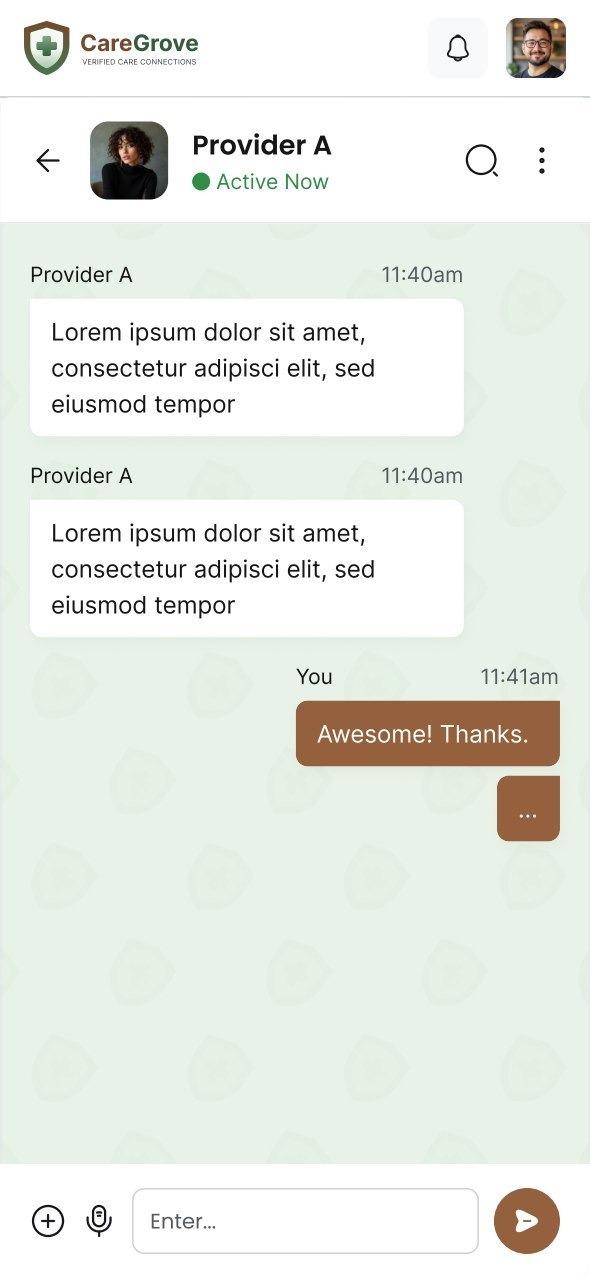 CareGrove
VERIFIED CARE CONNECTIONS
Provider A
Active Now
Provider A 11:40am
Lorem ipsum dolor sit amet,
consectetur adipisci elit, sed
eiusmod tempor
Provider A 11:40am
Lorem ipsum dolor sit amet,
consectetur adipisci elit, sed
eiusmod tempor
You 11:41am
Awesome! Thanks.
...
Enter...